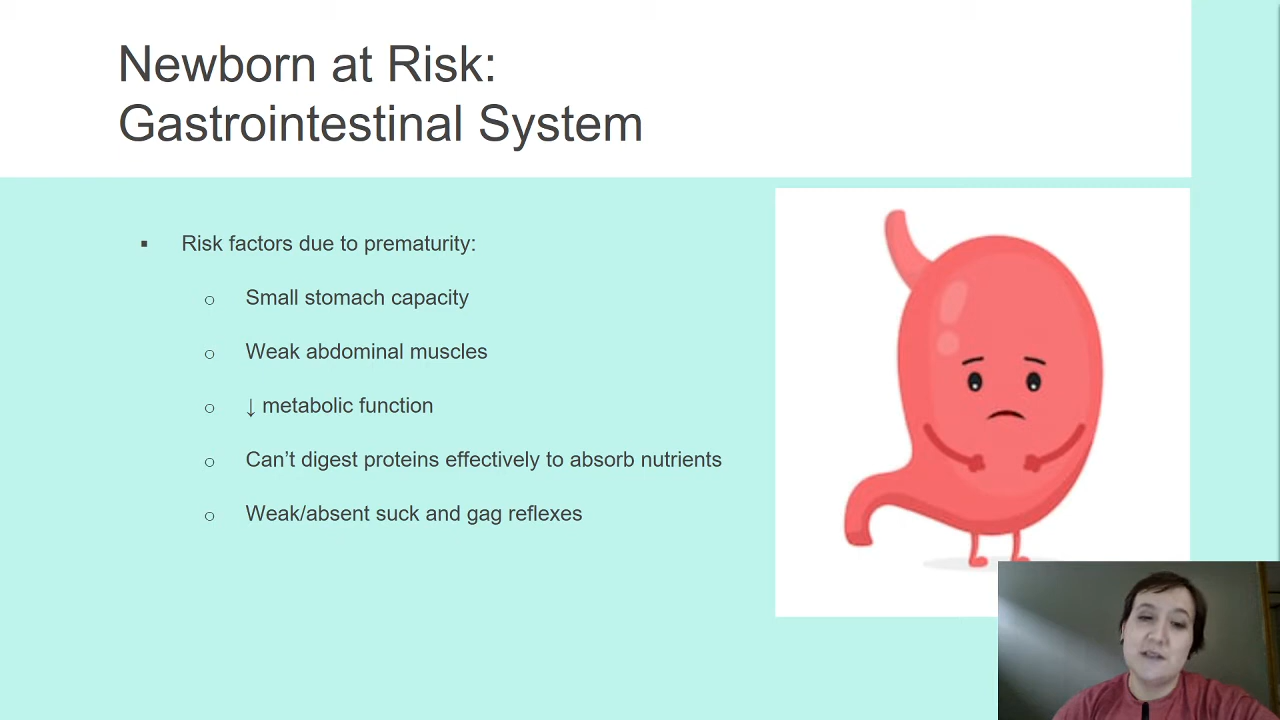 Newborn at Risk:
Gastrointestinal System
▪ Risk factors due to prematurity:
o Small stomach capacity
o Weak abdominal muscles
o ↓ metabolic function
o Can’t digest proteins effectively to absorb nutrients
o Weak/absent suck and gag reflexes